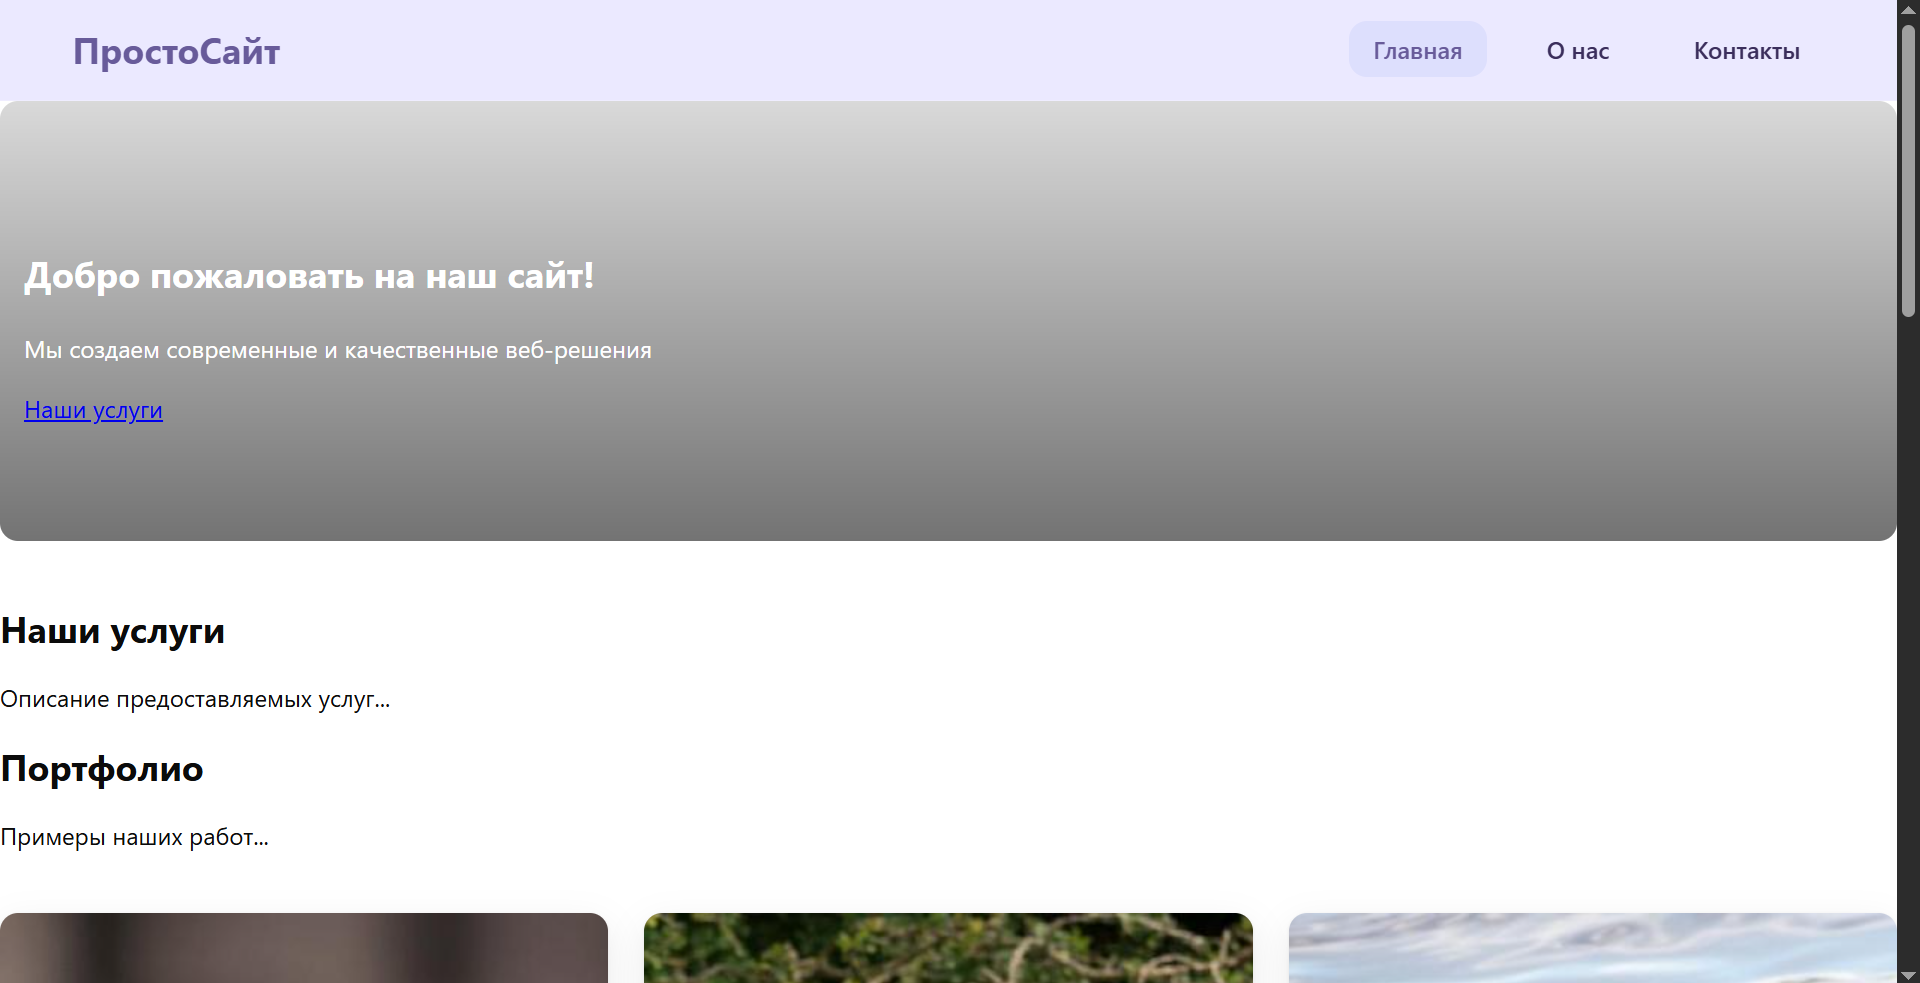 ПростоСайт
Главная
О нас
Контакты
Добро пожаловать на наш сайт!
Мы создаем современные и качественные веб-решения
Наши услуги
Наши услуги
Описание предоставляемых услуг...
Портфолио
Примеры наших работ...